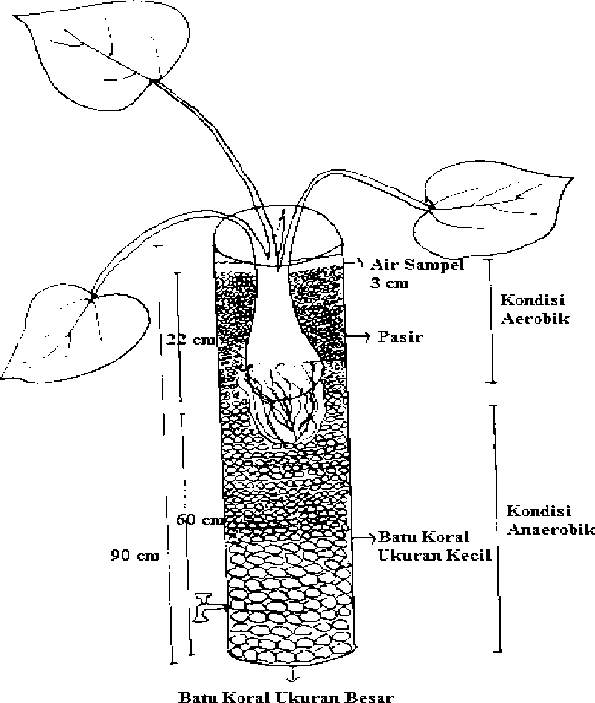 Air Sampel
3 cm
Kondisi
Aerobik
22 cm
Pasir
60 cm
Kondisi
Anaerobik
Batu Koral
Ukuran Kecil
90 cm
Batu Koral Ukuran Besar